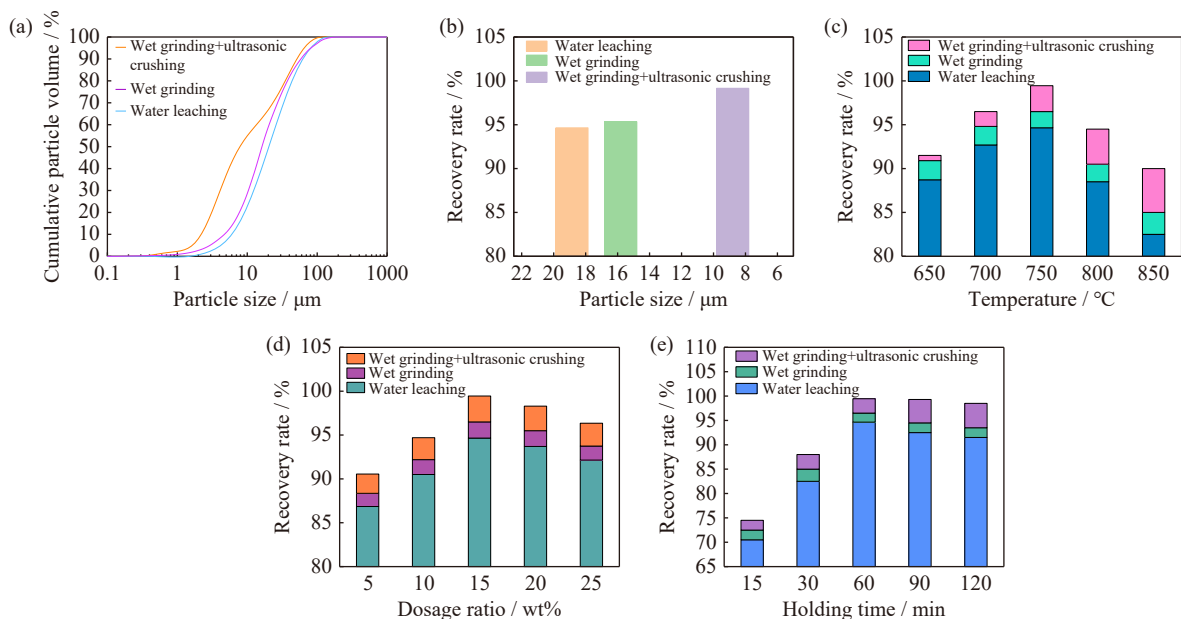 (a)
Cumulative particle volume / %
100
90
80
70
60
50
40
30
20
10
0
Wet grinding+ultrasonic
crushing
Wet grinding
Water leaching
0.1 1 10 100 1000
Particle size / μm
(b)
Recovery rate / %
105
100
95
90
85
80
Water leaching
Wet grinding
Wet grinding+ultrasonic crushing
22 20 18 16 14 12 10 8 6
Particle size / μm
(c)
Recovery rate / %
105
100
95
90
85
80
Wet grinding+ultrasonic crushing
Wet grinding
Water leaching
650 700 750 800 850
Temperature / °C
(d)
Recovery rate / %
105
100
95
90
85
80
Wet grinding+ultrasonic crushing
Wet grinding
Water leaching
5 10 15 20 25
Dosage ratio / wt%
(e)
Recovery rate / %
110
105
100
95
90
85
80
75
70
65
Wet grinding+ultrasonic crushing
Wet grinding
Water leaching
15 30 60 90 120
Holding time / min